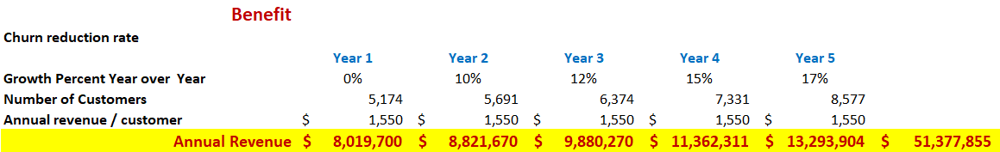 Benefit
Churn reduction rate
Year 1 Year 2 Year 3 Year 4 Year 5
Growth Percent Year over Year 0% 10% 12% 15% 17%
Number of Customers 5,174 5,691 6,374 7,331 8,577
Annual revenue / customer $ 1,550 $ 1,550 $ 1,550 $ 1,550 $ 1,550
Annual Revenue $ 8,019,700 $ 8,821,670 $ 9,880,270 $ 11,362,311 $ 13,293,904 $ 51,377,855